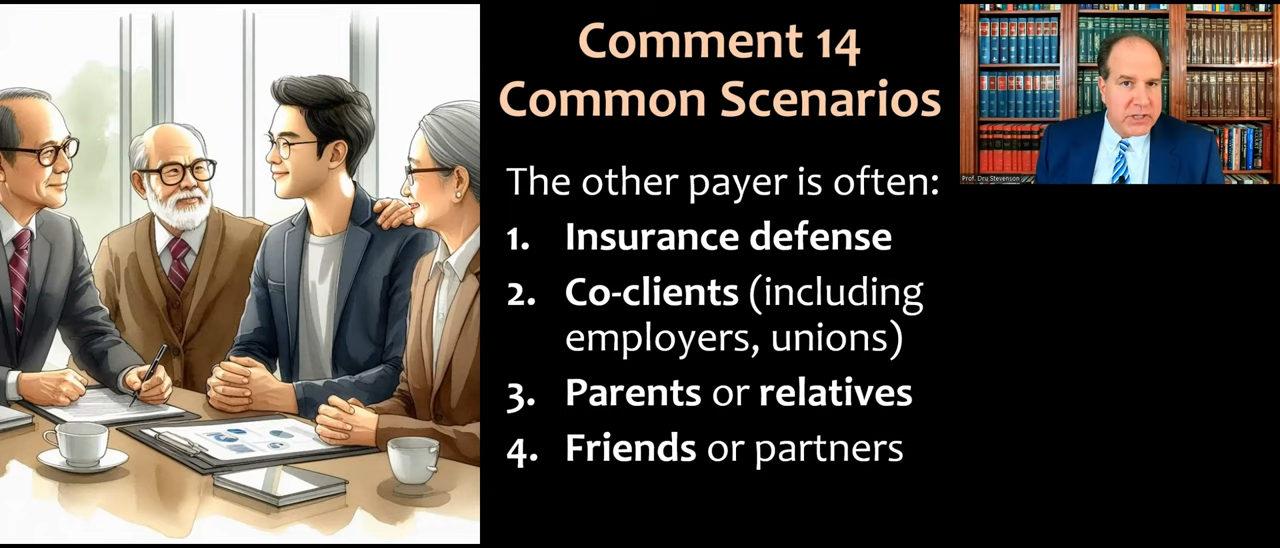 Comment 14
Common Scenarios
The other payer is often:
1. Insurance defense
2. Co-clients (including
employers, unions)
3. Parents or relatives
4. Friends or partners
Prof. Dru Stevenson